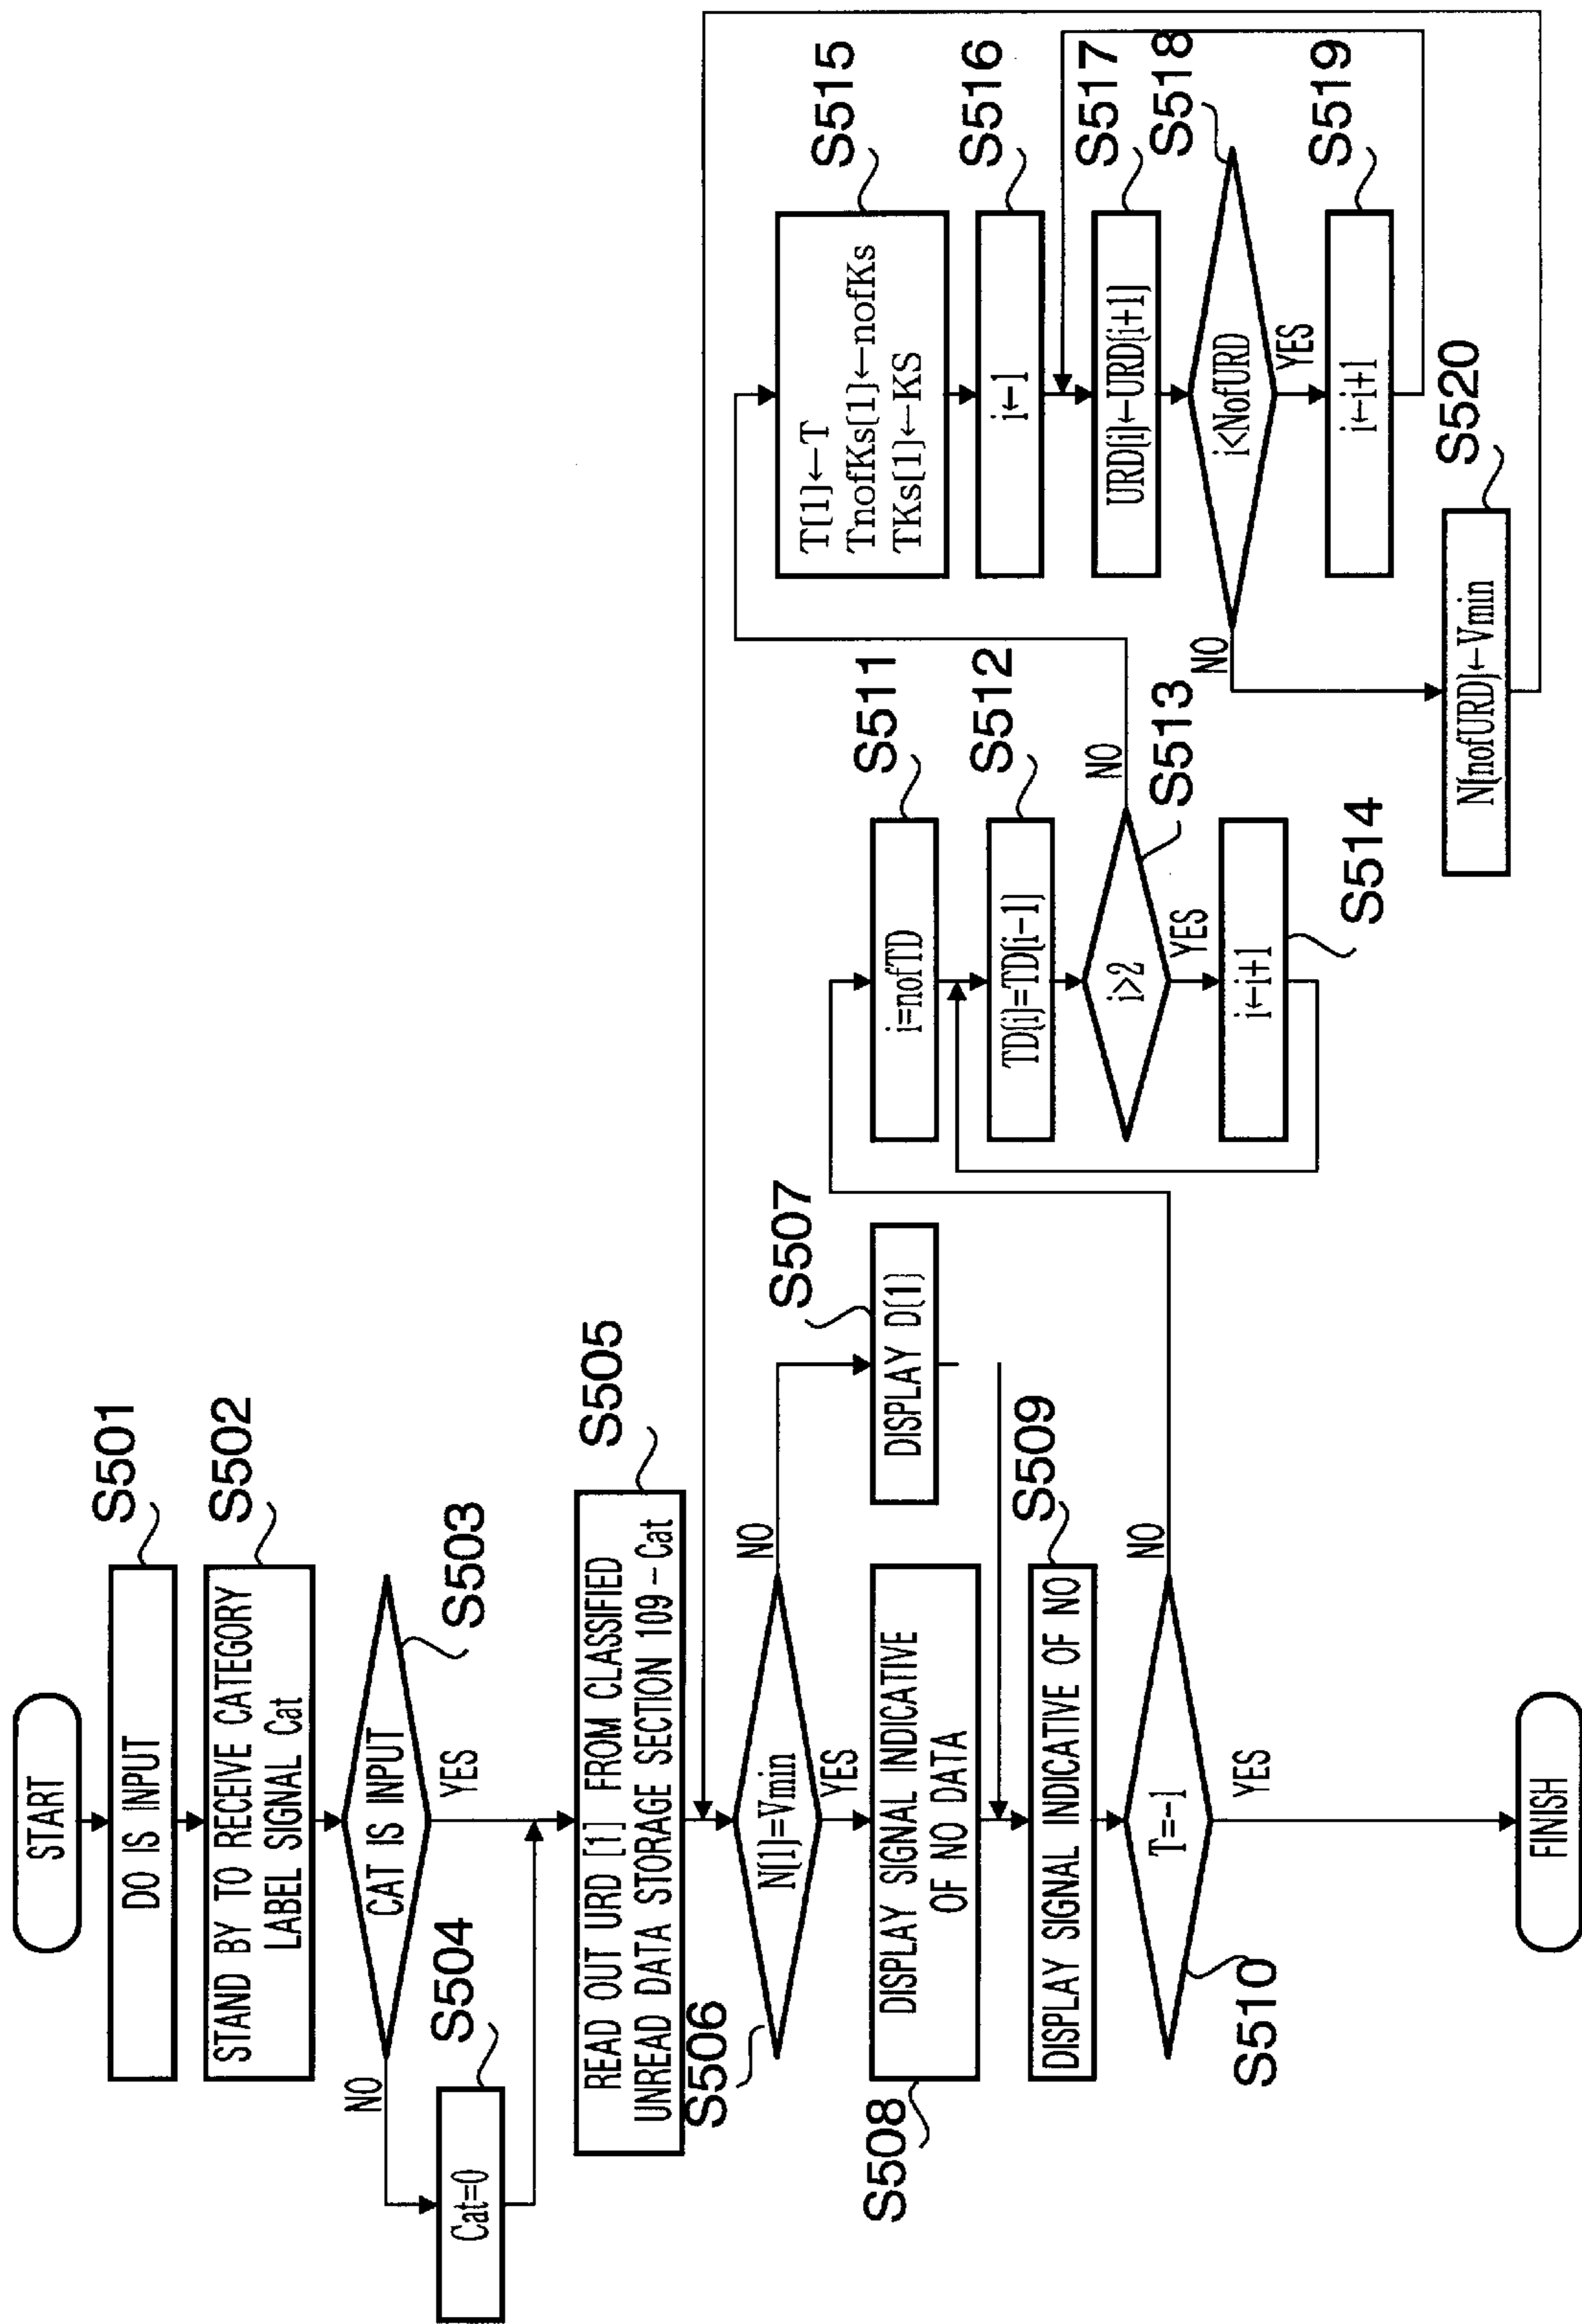 START
DO IS INPUT
S501
STAND BY TO RECEIVE CATEGORY
LABEL SIGNAL Cat
S502
CAT IS INPUT
S503
NO
YES
Cat=0
S504
READ OUT URD [1] FROM CLASSIFIED
UNREAD DATA STORAGE SECTION 109-Cat
S505
N(1)=Vmin
S506
NO
YES
DISPLAY D(1)
S507
DISPLAY SIGNAL INDICATIVE
OF NO DATA
S508
DISPLAY SIGNAL INDICATIVE OF NO
S509
T=-1
S510
NO
YES
FINISH
i=nofTD
S511
TD(i)=TD(i-1)
S512
i>2
S513
NO
YES
i←i+1
S514
T(1)←T
TnofKs(1)←nofKs
TKs(1)←KS
S515
i←1
S516
URD(i)←URD(i+1)
S517
i<NofURD
S518
NO
YES
i←i+1
S519
N(nofURD)←Vmin
S520